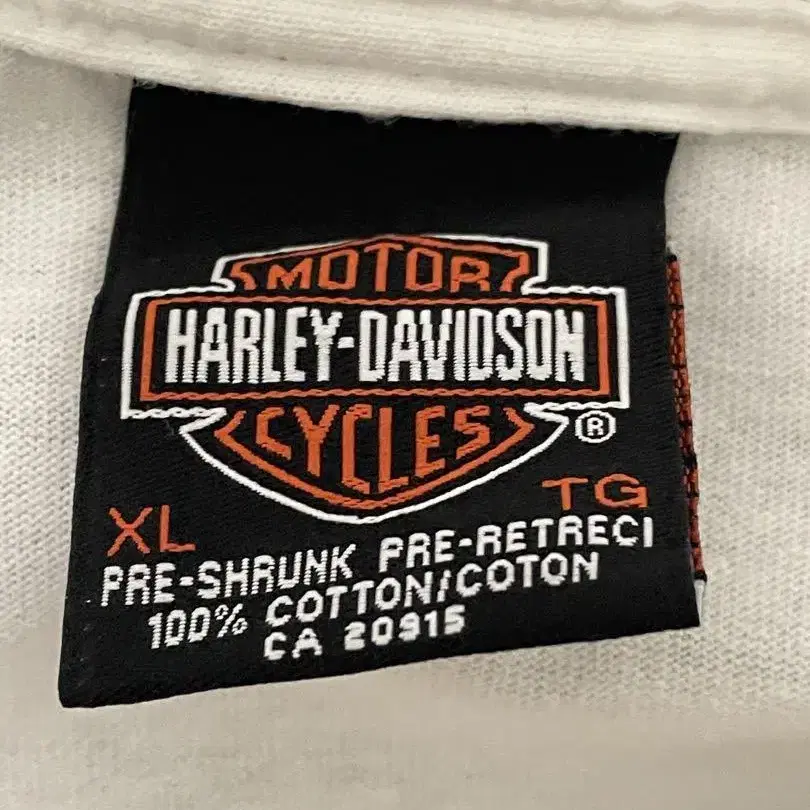 MOTOR
HARLEY-DAVIDSON
CYCLES ®
XL TG
PRE-SHRUNK PRE-RETRECI
100% COTTON/COTON
CA 20915